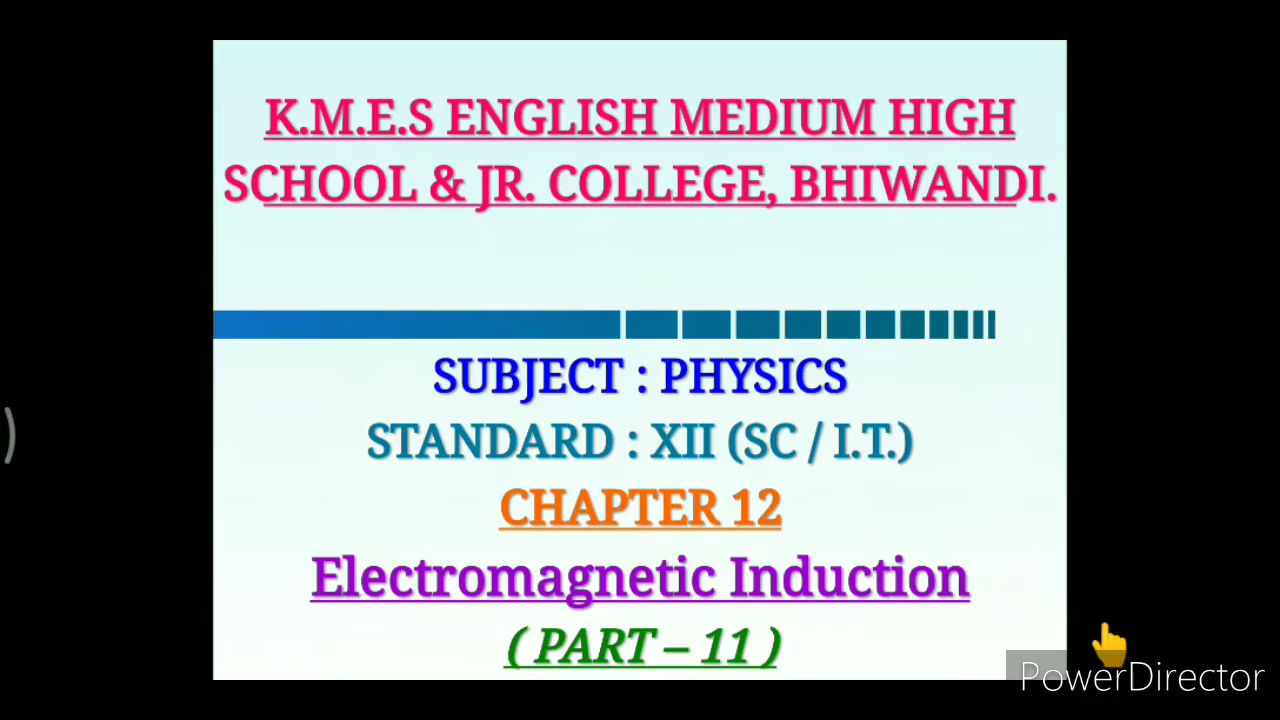 K.M.E.S ENGLISH MEDIUM HIGH
SCHOOL & JR. COLLEGE, BHIWANDI.
SUBJECT : PHYSICS
STANDARD : XII (SC / I.T.)
CHAPTER 12
Electromagnetic Induction
( PART – 11 )
PowerDirector